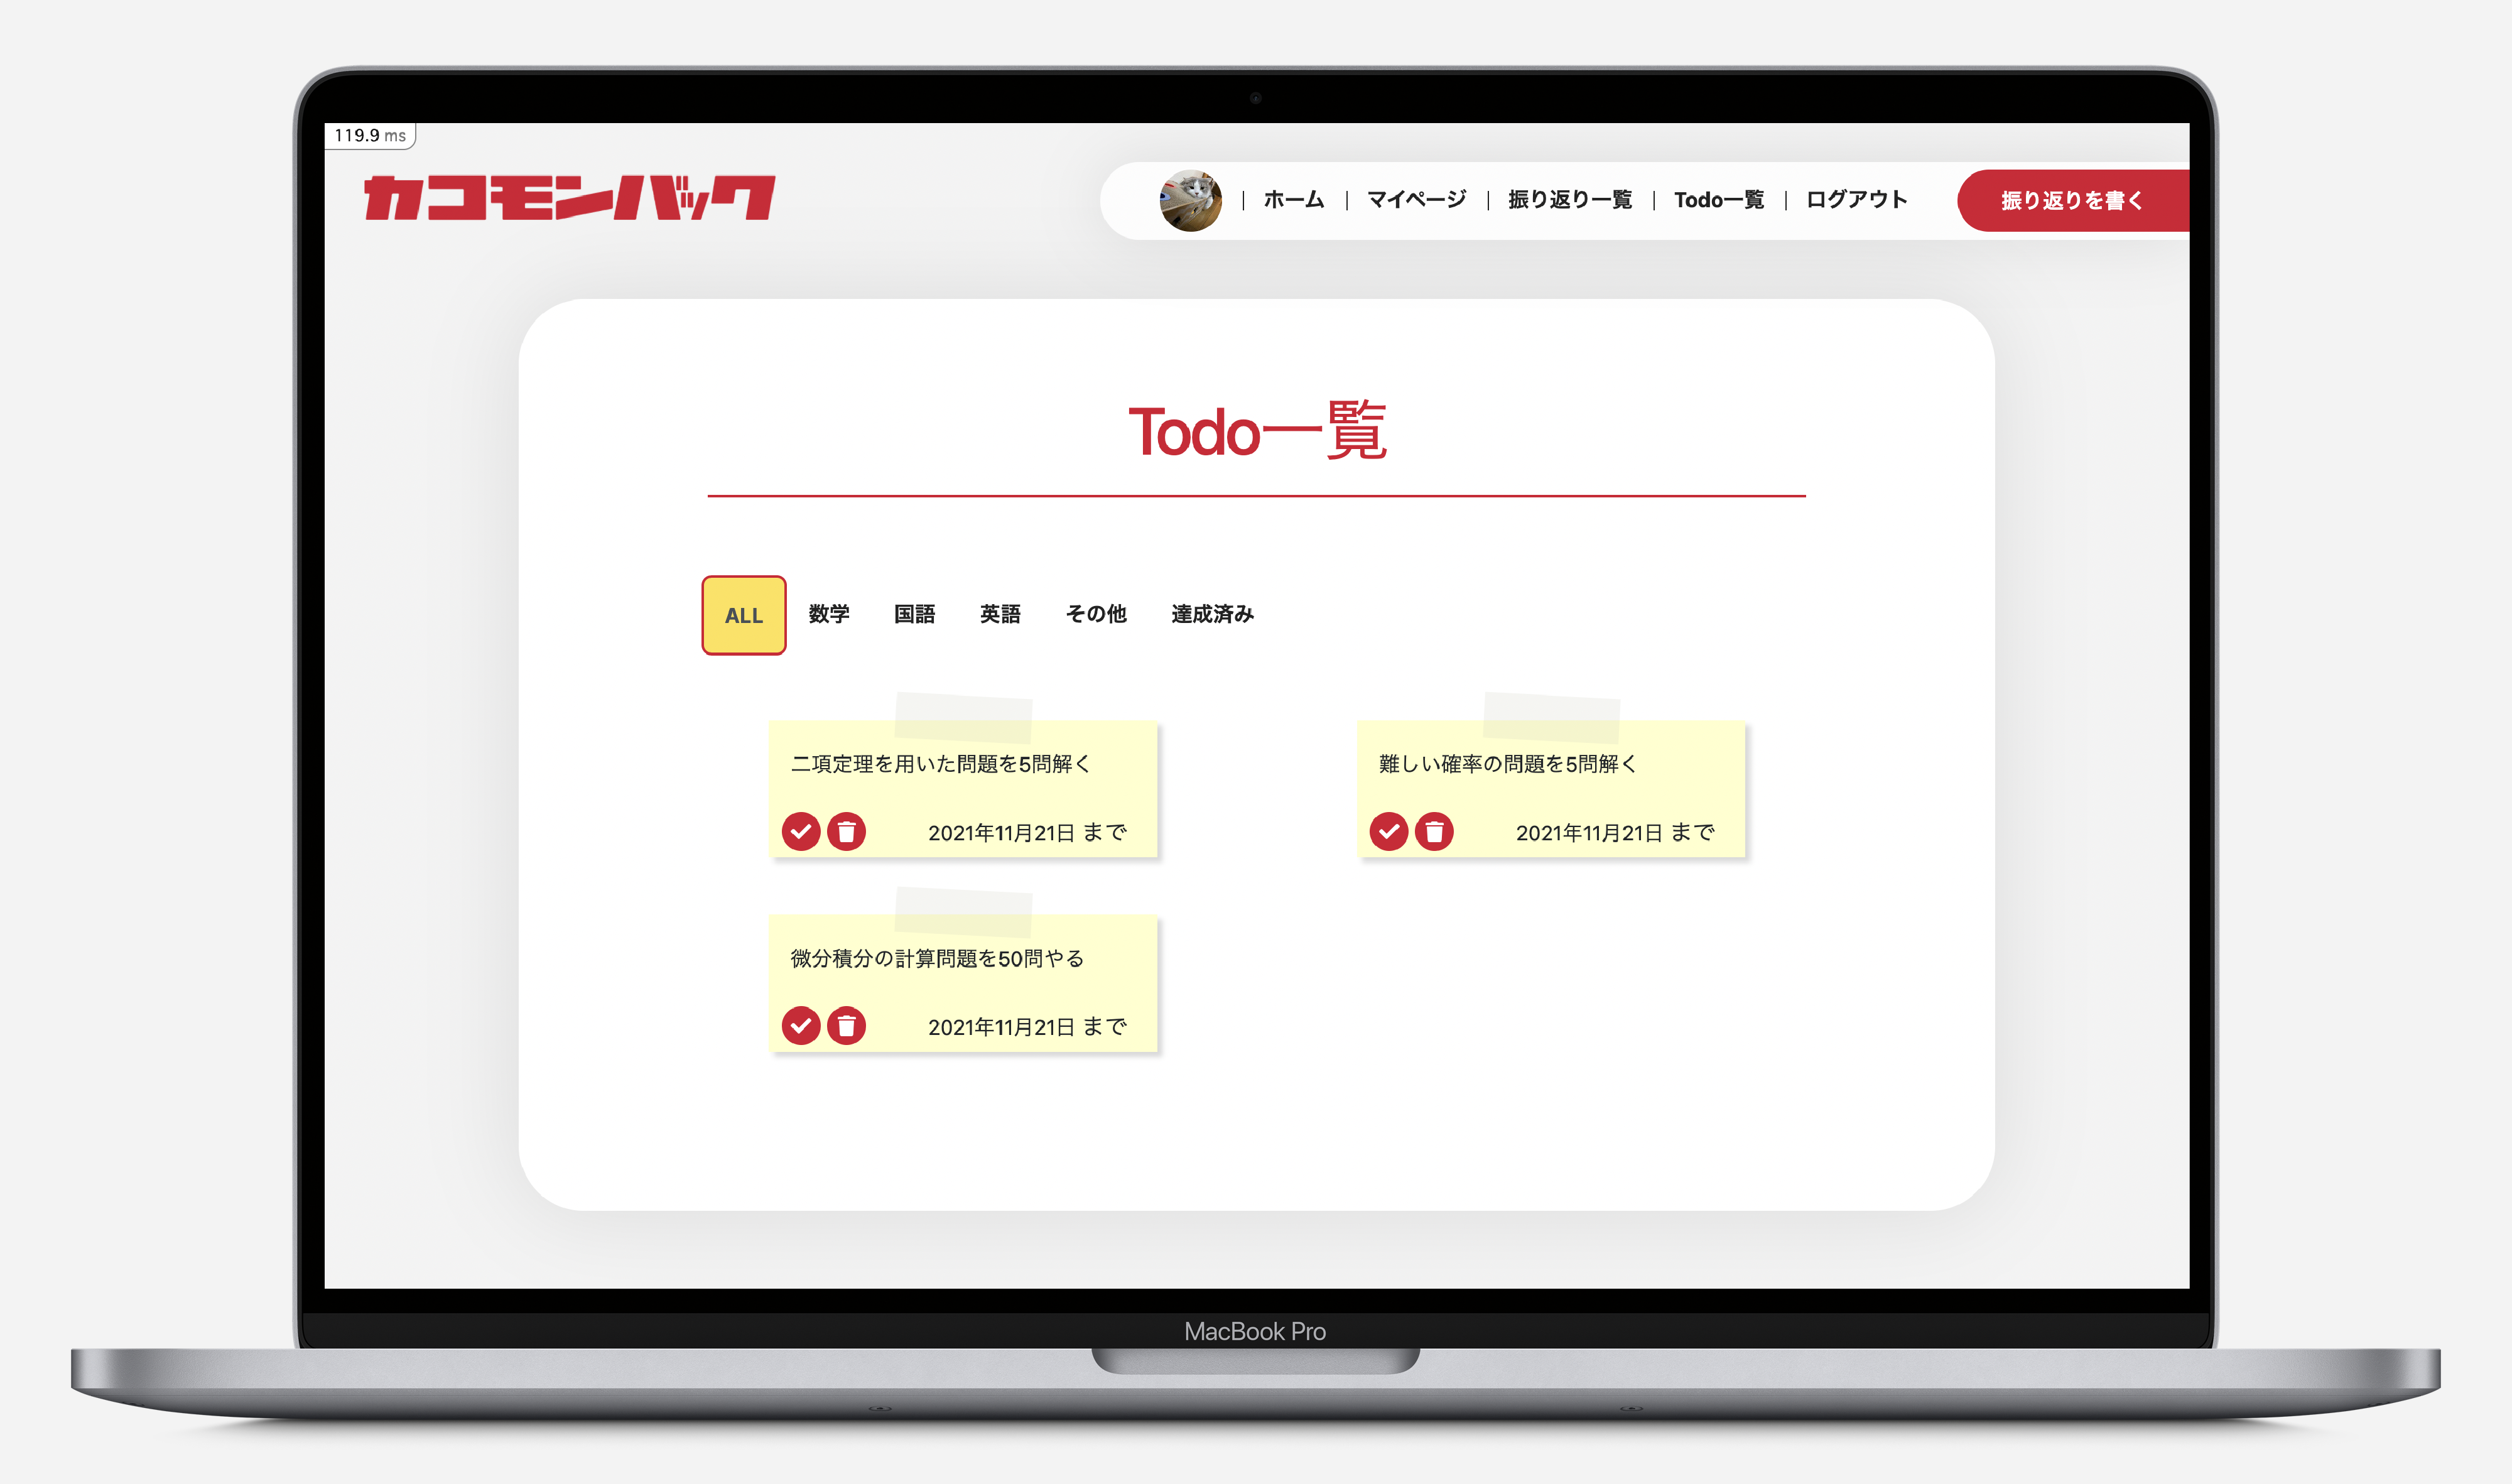 119.9 ms
カコモンバック
ホーム | マイページ | 振り返り一覧 | Todo一覧 | ログアウト
振り返りを書く
Todo一覧
ALL 数学 国語 英語 その他 達成済み
二項定理を用いた問題を5問解く
2021年11月21日 まで
難しい確率の問題を5問解く
2021年11月21日 まで
微分積分の計算問題を50問やる
2021年11月21日 まで
MacBook Pro